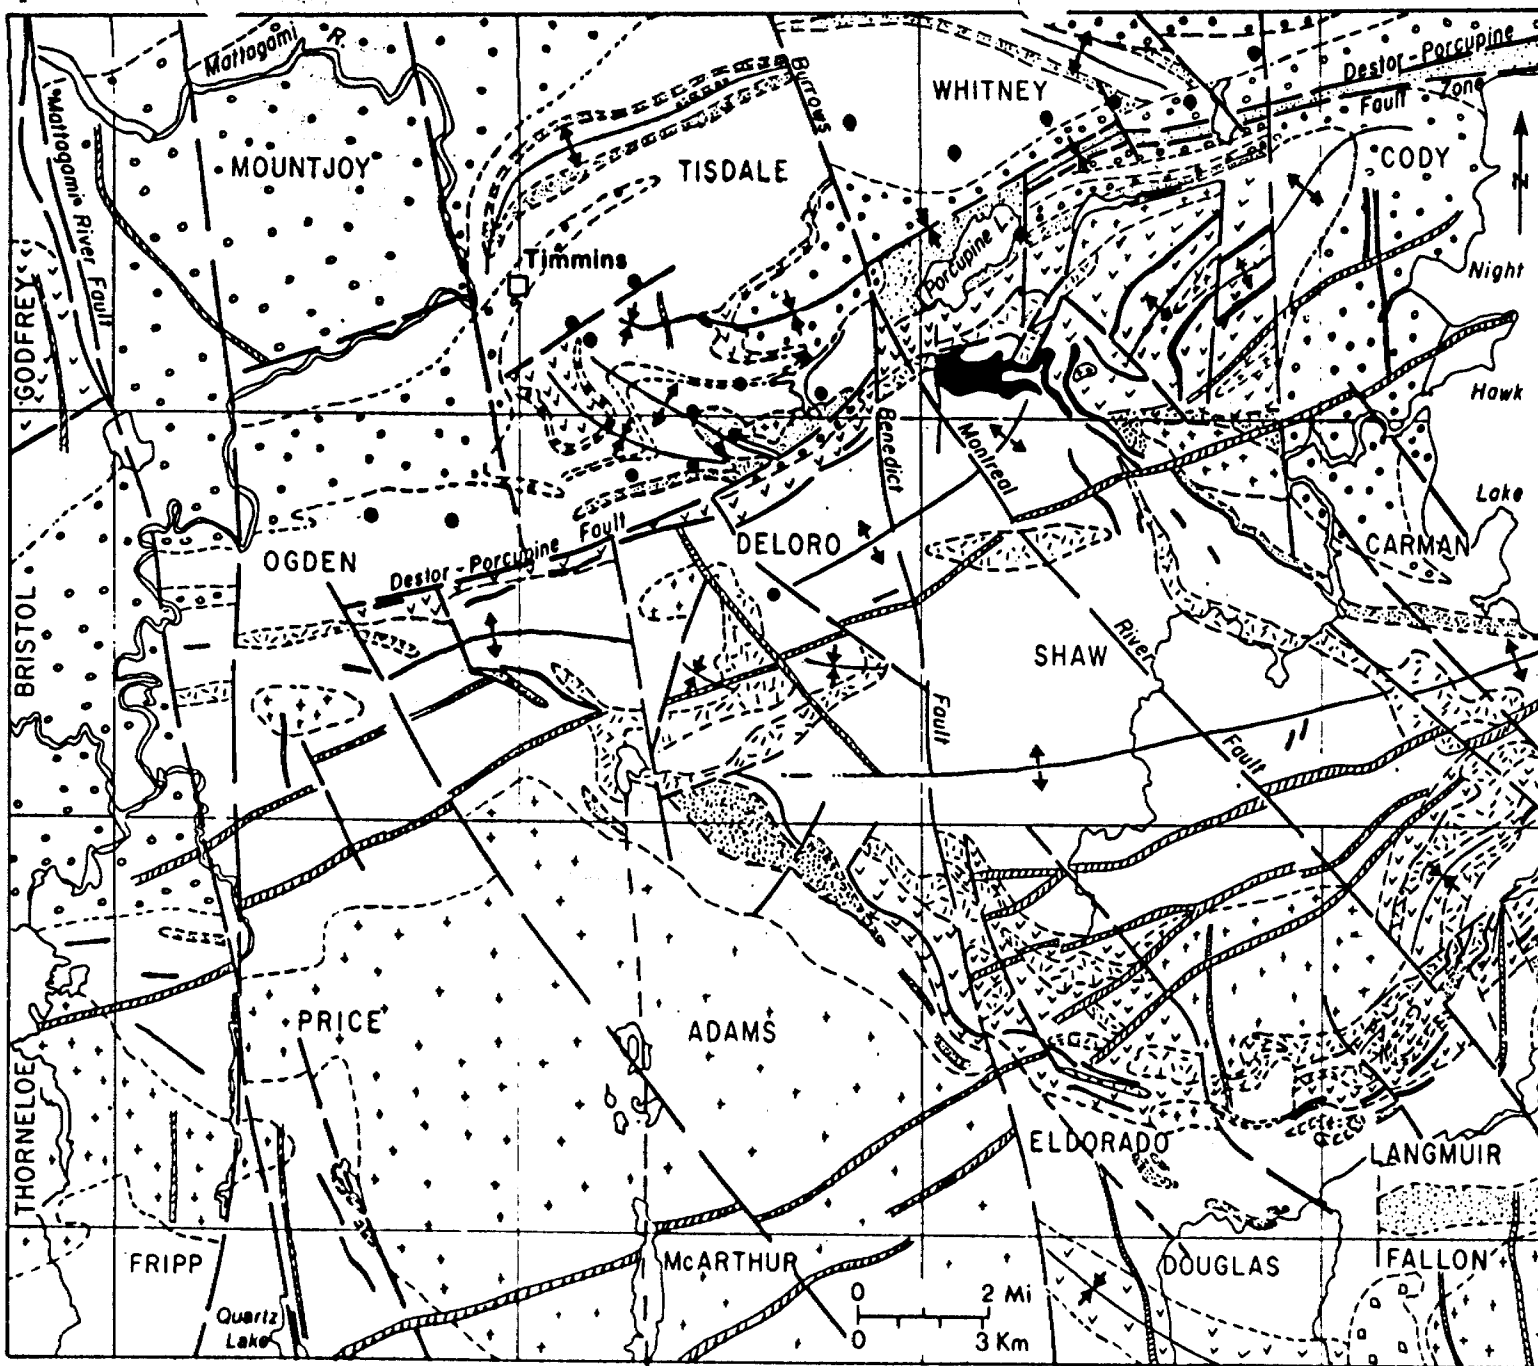 Mattagami R.
Burrows
WHITNEY
Destor-Porcupine
Fault Zone
Mattagami River Fault
MOUNTJOY
TISDALE
CODY
N
Timmins
Porcupine L.
Night
GODFREY
Hawk
Benedict
Montreal
Lake
OGDEN
Destor-Porcupine Fault
DELORO
CARMAN
BRISTOL
River
SHAW
Fault
Fault
PRICE
ADAMS
THORNELOE
ELDORADO
LANGMUIR
FRIPP
McARTHUR
DOUGLAS
FALLON
0 2 Mi
0 3 Km
Quartz
Lake